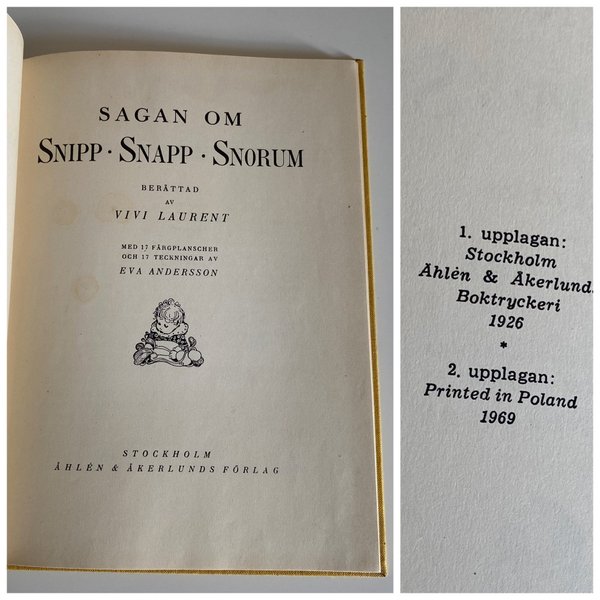 SAGAN OM
SNIPP · SNAPP · SNORUM
BERÄTTAD
AV
VIVI LAURENT
MED 17 FÄRGPLANSCHER
OCH 17 TECKNINGAR AV
EVA ANDERSSON
STOCKHOLM
ÅHLÉN & ÅKERLUNDS FÖRLAG
1. upplagan:
Stockholm
Åhlén & Åkerlund.
Boktryckeri
1926
*
2. upplagan:
Printed in Poland
1969